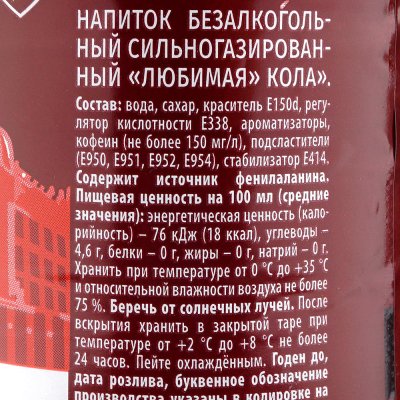 НАПИТОК БЕЗАЛКОГОЛЬ-
НЫЙ СИЛЬНОГАЗИРОВАН-
НЫЙ «ЛЮБИМАЯ» КОЛА».
Состав: вода, сахар, краситель Е150d, регу-
лятор кислотности Е338, ароматизаторы,
кофеин (не более 150 мг/л), подсластители
(Е950, Е951, Е952, Е954), стабилизатор Е414.
Содержит источник фенилаланина.
Пищевая ценность на 100 мл (средние
значения): энергетическая ценность (кало-
рийность) – 76 кДж (18 ккал), углеводы –
4,6 г, белки – 0 г, жиры – 0 г, натрий – 0 г.
Хранить при температуре от 0 °С до +35 °С
и относительной влажности воздуха не более
75 %. Беречь от солнечных лучей. После
вскрытия хранить в закрытой таре при
температуре от +2 °С до +8 °С не более
24 часов. Пейте охлаждённым. Годен до,
дата розлива, буквенное обозначение
производства указаны в колировке на